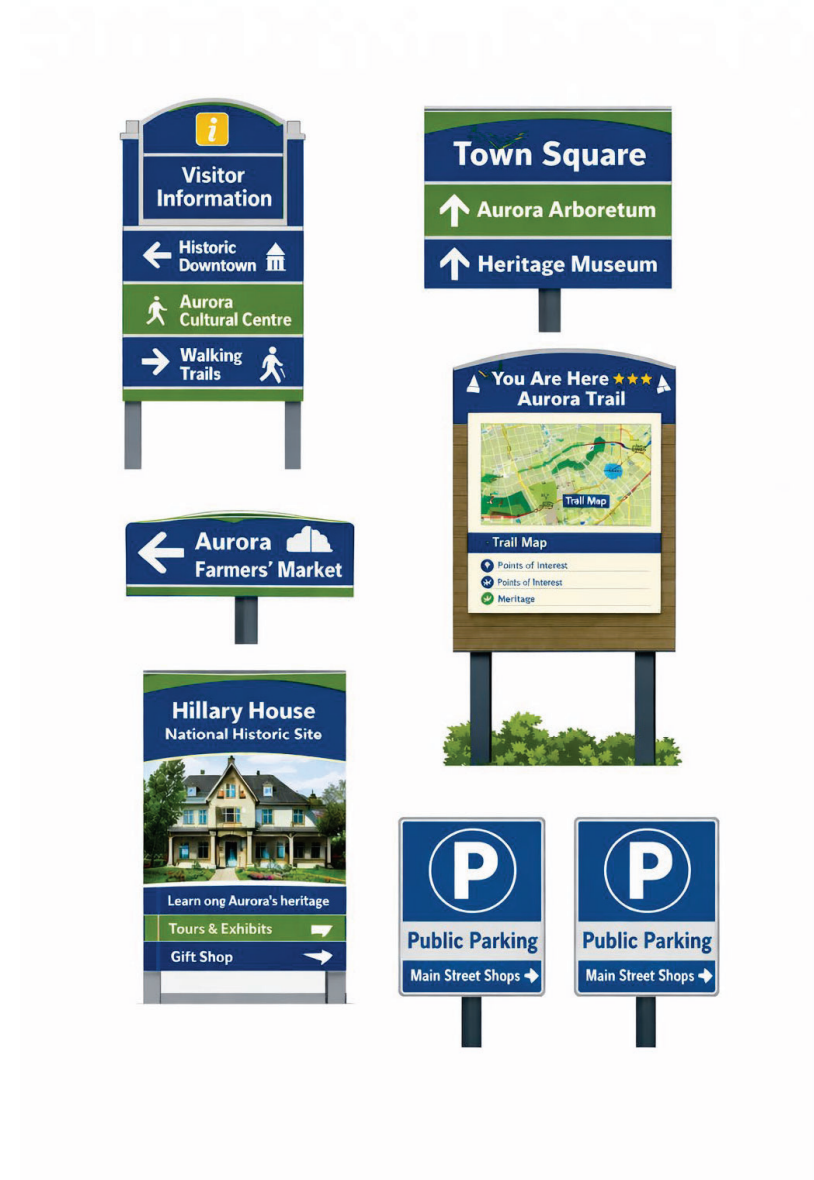 i
Visitor
Information
Historic
Downtown
Aurora
Cultural Centre
Walking
Trails
Town Square
Aurora Arboretum
Heritage Museum
You Are Here
Aurora Trail
Trail Map
Trail Map
Points of Interest
Points of Interest
Meritage
Aurora
Farmers' Market
Hillary House
National Historic Site
Learn ong Aurora's heritage
Tours & Exhibits
Gift Shop
P
Public Parking
Main Street Shops
P
Public Parking
Main Street Shops